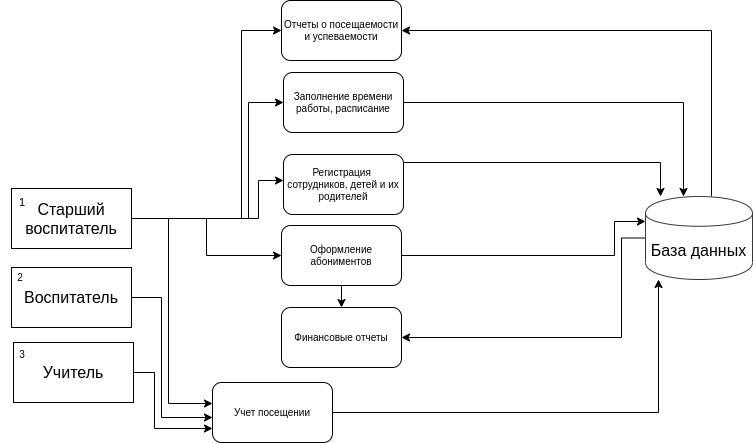 Отчеты о посещаемости
и успеваемости
Заполнение времени
работы, расписание
Регистрация
сотрудников, детей и их
родителей
1
Старший
воспитатель
Оформление
абониментов
База данных
2
Воспитатель
Финансовые отчеты
3
Учитель
Учет посещении